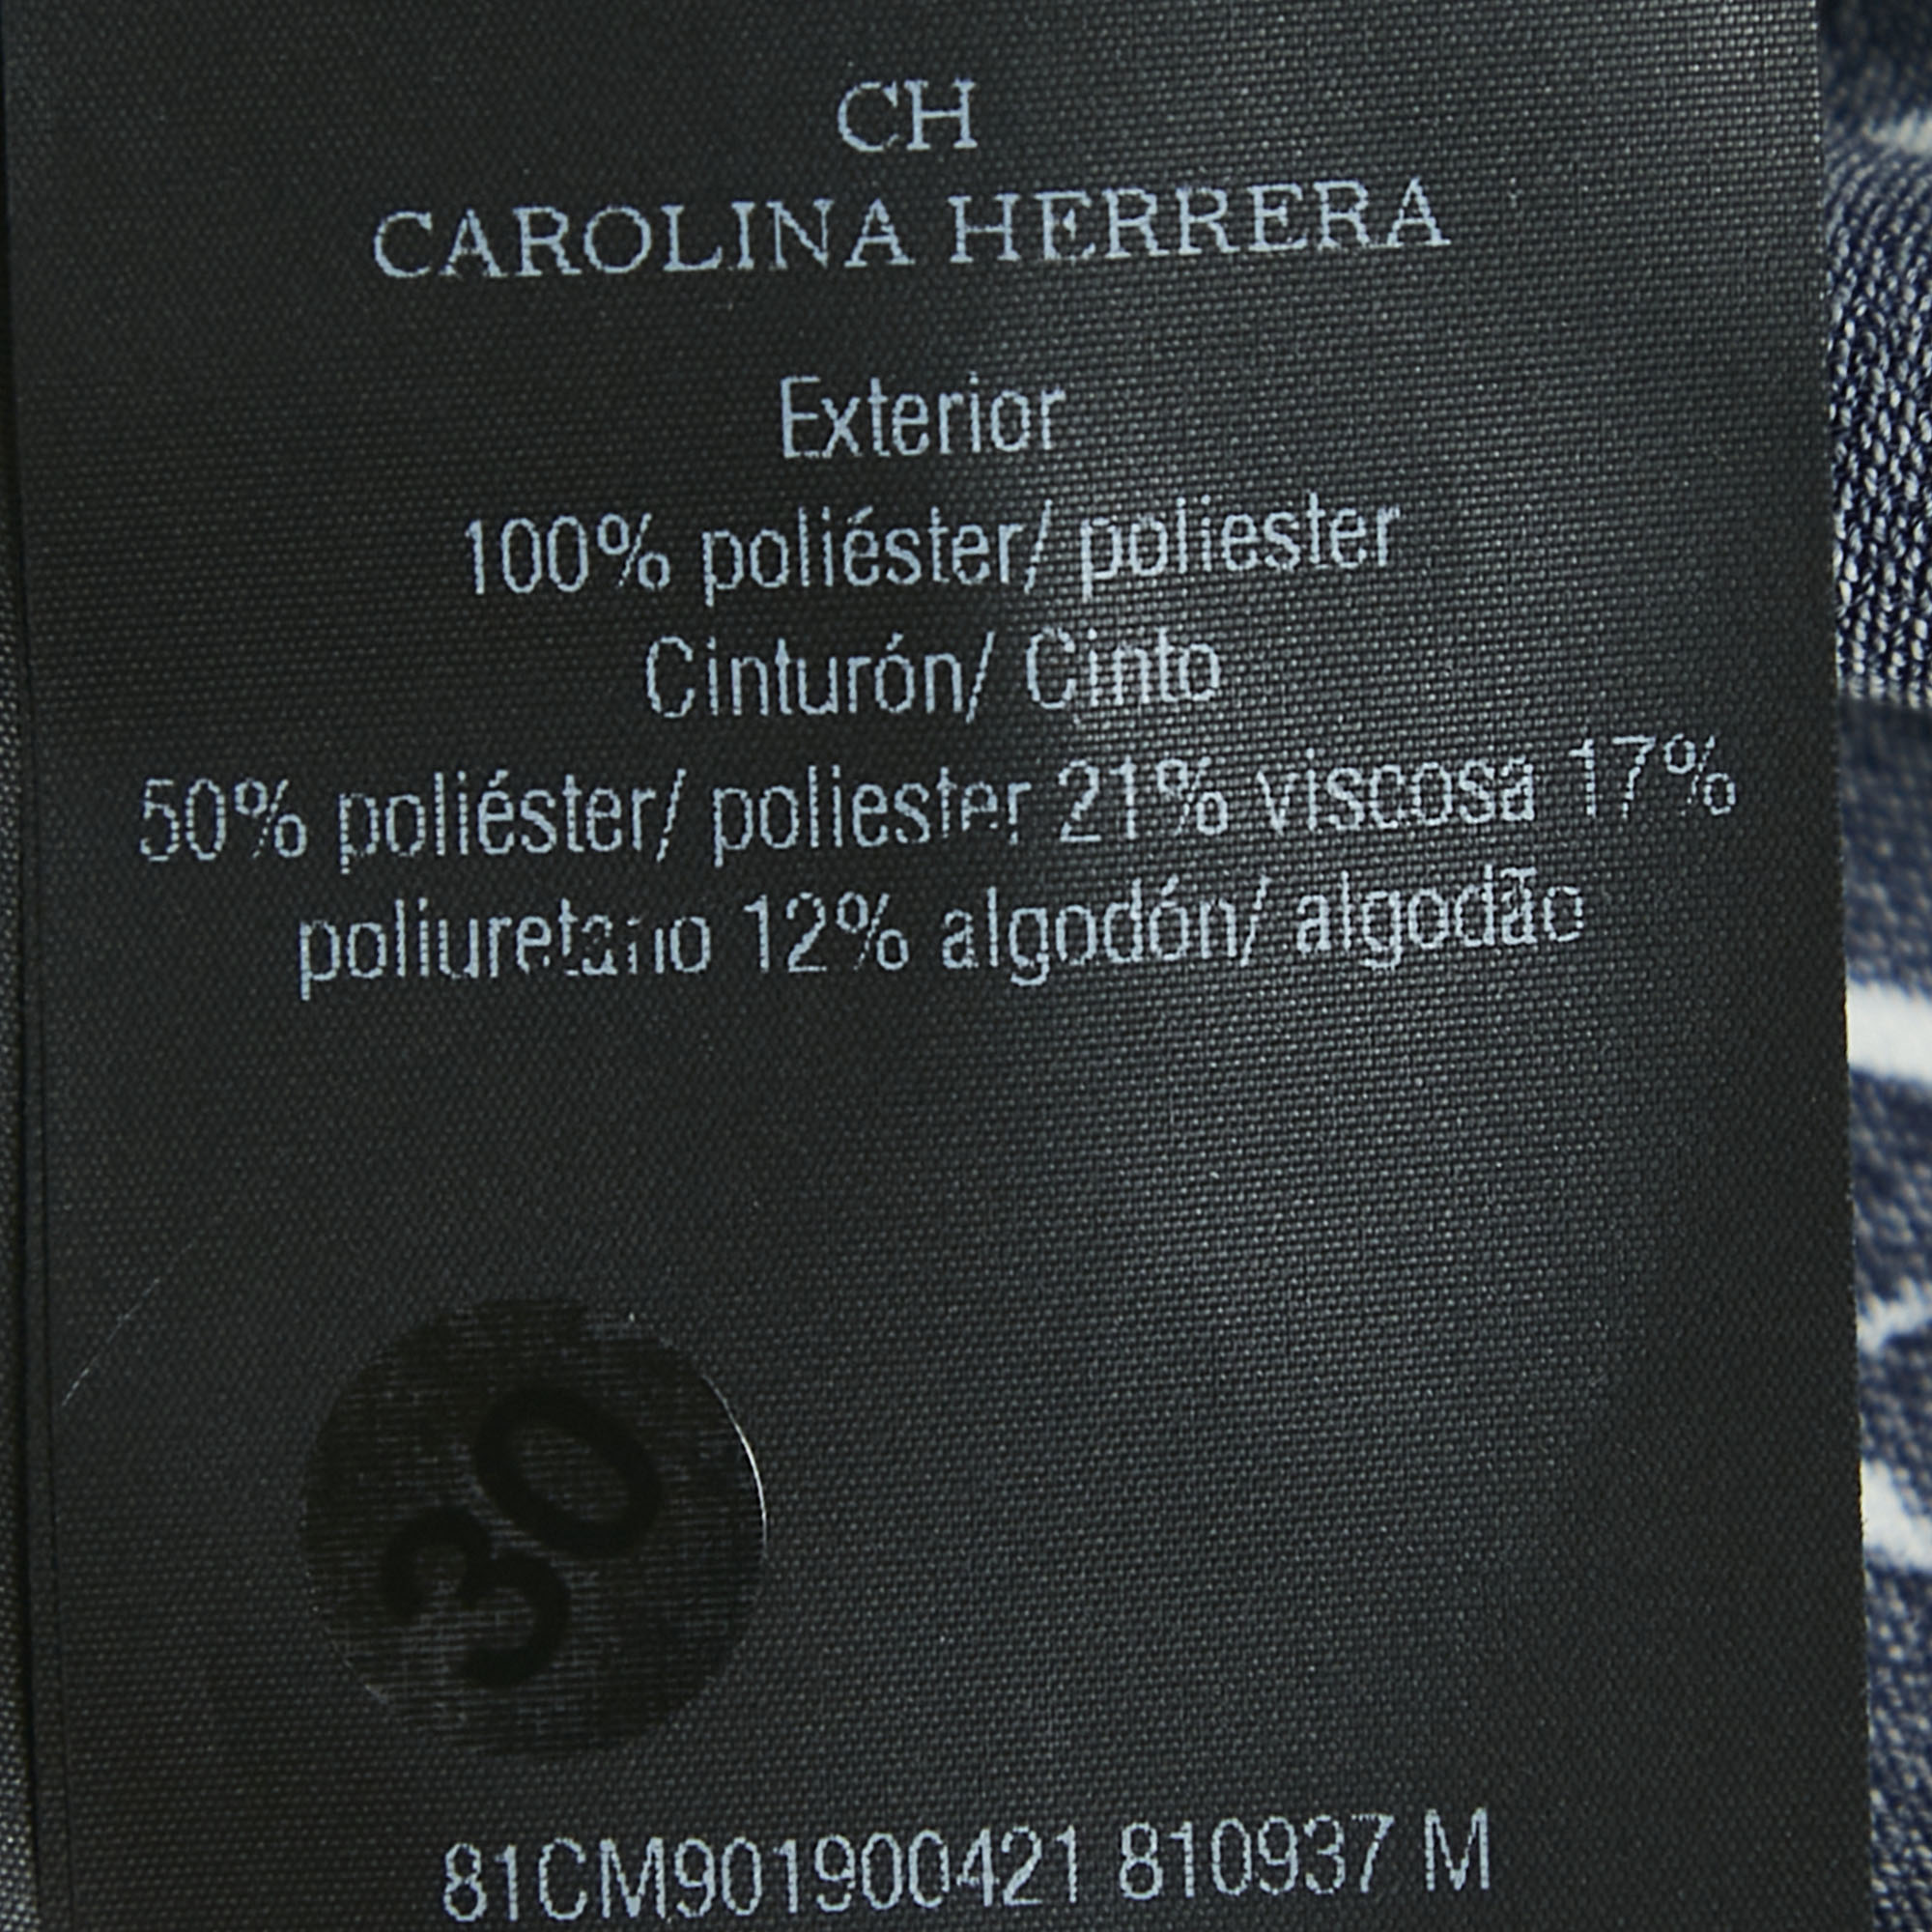 CH
CAROLINA HERRERA
Exterior
100% poliéster/ poliester
Cinturón/ Cinto
50% poliéster/ poliester 21% viscosa 17%
poliuretano 12% algodón/ algodão
30
81CM901900421 810937 M